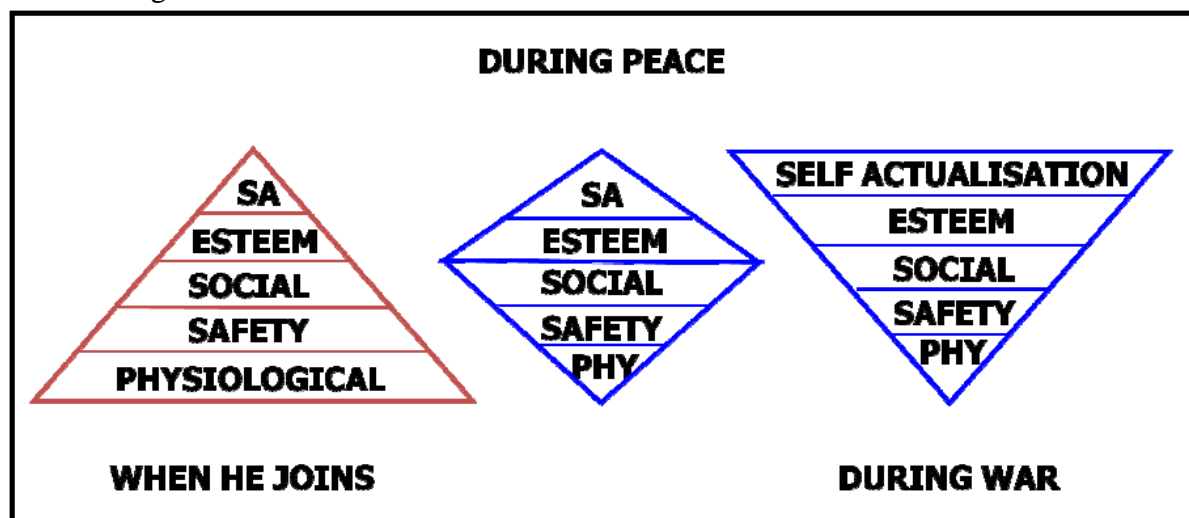 DURING PEACE
SA
ESTEEM
SOCIAL
SAFETY
PHYSIOLOGICAL
SA
ESTEEM
SOCIAL
SAFETY
PHY
SELF ACTUALISATION
ESTEEM
SOCIAL
SAFETY
PHY
WHEN HE JOINS
DURING WAR